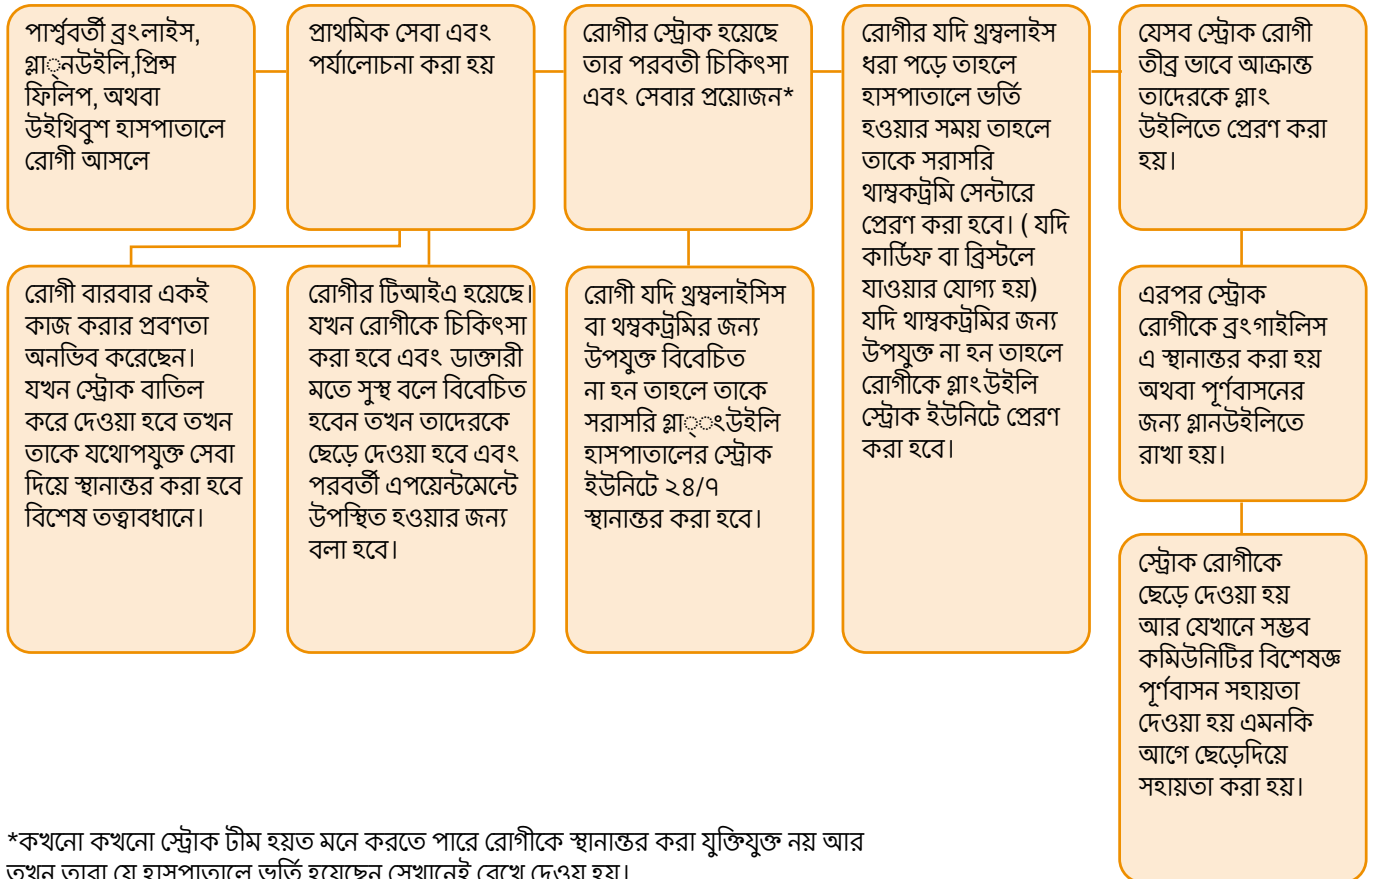 পার্শ্ববর্তী ব্রংলাইস,
গ্লা্নউইলি,প্রিন্স
ফিলিপ, অথবা
উইথিবুশ হাসপাতালে
রোগী আসলে
প্রাথমিক সেবা এবং
পর্যালোচনা করা হয়
রোগীর স্ট্রোক হয়েছে
তার পরবতী চিকিৎসা
এবং সেবার প্রয়োজন*
রোগীর যদি থ্রম্বলাইস
ধরা পড়ে তাহলে
হাসপাতালে ভর্তি
হওয়ার সময় তাহলে
তাকে সরাসরি
থাম্বকট্রমি সেন্টারে
প্রেরণ করা হবে। ( যদি
কার্ডিফ বা ব্রিস্টলে
যাওয়ার যোগ্য হয়)
যদি থাম্বকট্রমির জন্য
উপযুক্ত না হন তাহলে
রোগীকে গ্লাংউইলি
স্ট্রোক ইউনিটে প্রেরণ
করা হবে।
যেসব স্ট্রোক রোগী
তীব্র ভাবে আক্রান্ত
তাদেরকে গ্লাং
উইলিতে প্রেরণ করা
হয়।
রোগী বারবার একই
কাজ করার প্রবণতা
অনভিব করেছেন।
যখন স্ট্রোক বাতিল
করে দেওয়া হবে তখন
তাকে যথোপযুক্ত সেবা
দিয়ে স্থানান্তর করা হবে
বিশেষ তত্বাবধানে।
রোগীর টিআইএ হয়েছে।
যখন রোগীকে চিকিৎসা
করা হবে এবং ডাক্তারী
মতে সুস্থ বলে বিবেচিত
হবেন তখন তাদেরকে
ছেড়ে দেওয়া হবে এবং
পরবর্তী এপয়েন্টমেন্টে
উপস্থিত হওয়ার জন্য
বলা হবে।
রোগী যদি থ্রম্বলাইসিস
বা থম্বকট্রমির জন্য
উপযুক্ত বিবেচিত
না হন তাহলে তাকে
সরাসরি গ্লা্ংউইলি
হাসপাতালের স্ট্রোক
ইউনিটে ২৪/৭
স্থানান্তর করা হবে।
এরপর স্ট্রোক
রোগীকে ব্রংগাইলিস
এ স্থানান্তর করা হয়
অথবা পূর্ণবাসনের
জন্য গ্লানউইলিতে
রাখা হয়।
স্ট্রোক রোগীকে
ছেড়ে দেওয়া হয়
আর যেখানে সম্ভব
কমিউনিটির বিশেষজ্ঞ
পূর্ণবাসন সহায়তা
দেওয়া হয় এমনকি
আগে ছেড়েদিয়ে
সহায়তা করা হয়।
*কখনো কখনো স্ট্রোক টীম হয়ত মনে করতে পারে রোগীকে স্থানান্তর করা যুক্তিযুক্ত নয় আর
তখন তারা যে হাসপাতালে ভর্তি হয়েছেন সেখানেই রেখে দেওয় হয়।